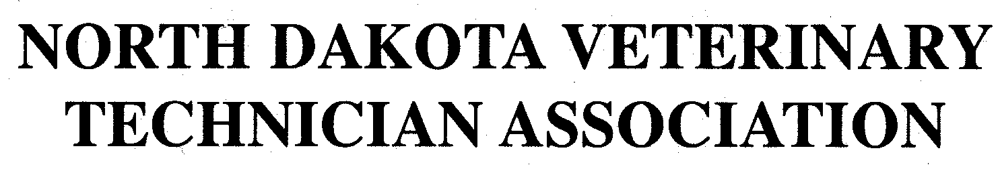 NORTH DAKOTA VETERINARY
TECHNICIAN ASSOCIATION